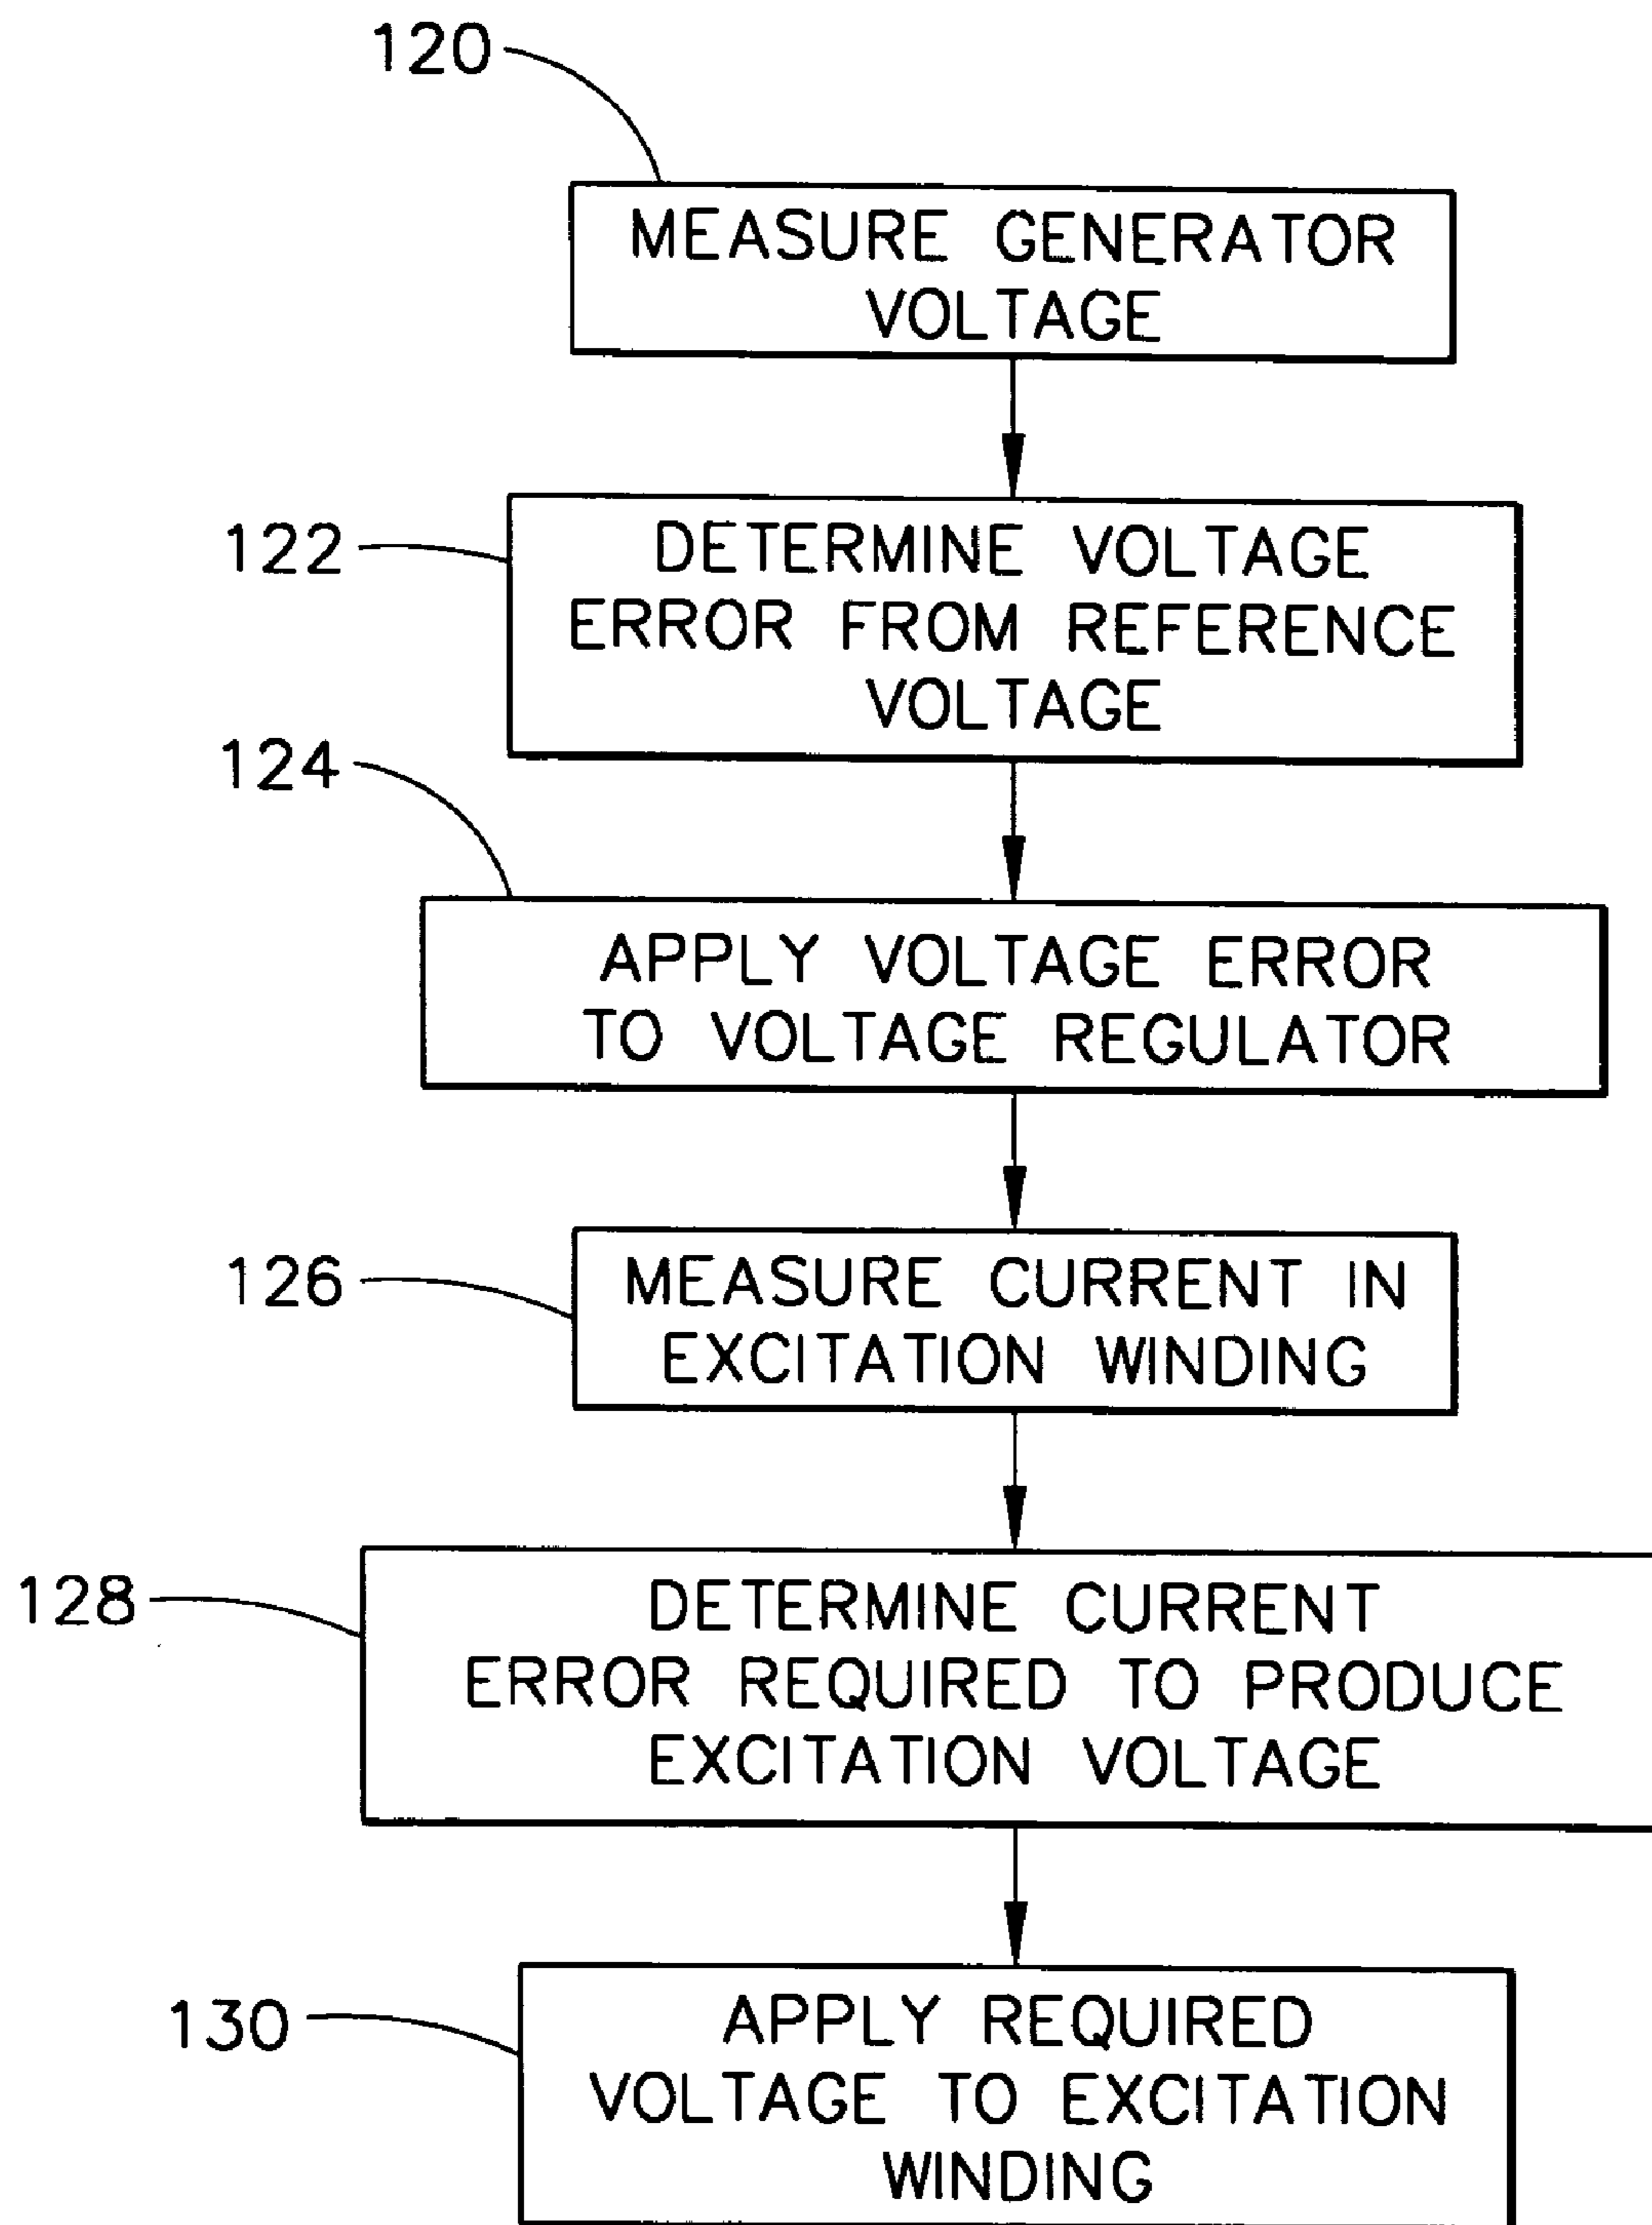 120
MEASURE GENERATOR
VOLTAGE
122
DETERMINE VOLTAGE
ERROR FROM REFERENCE
VOLTAGE
124
APPLY VOLTAGE ERROR
TO VOLTAGE REGULATOR
126
MEASURE CURRENT IN
EXCITATION WINDING
128
DETERMINE CURRENT
ERROR REQUIRED TO PRODUCE
EXCITATION VOLTAGE
130
APPLY REQUIRED
VOLTAGE TO EXCITATION
WINDING